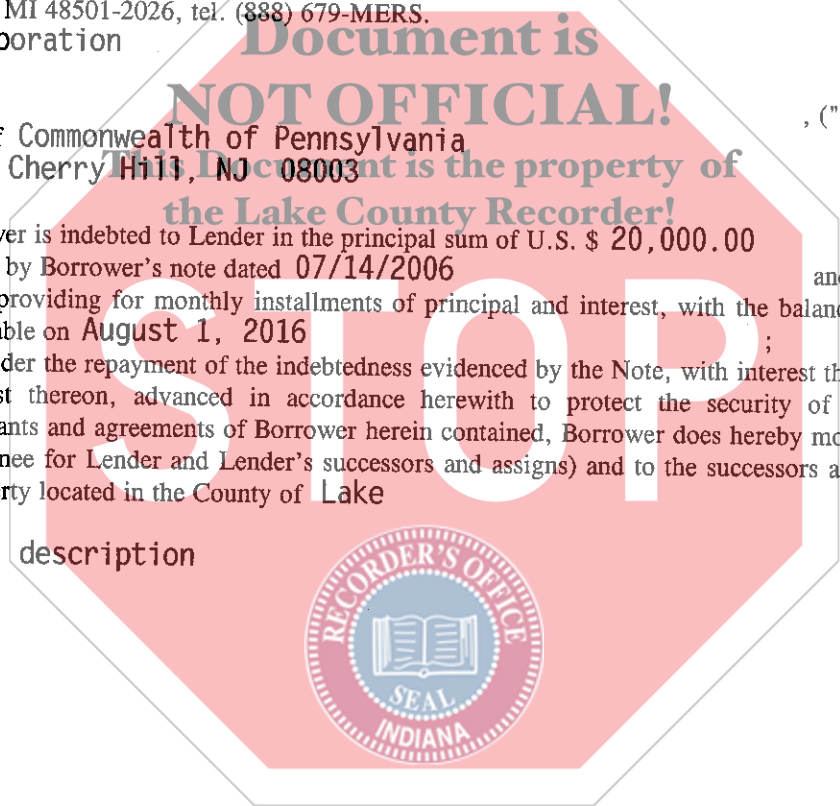 MI 48501-2026, tel. (888) 679-MERS.
poration
Document is
NOT OFFICIAL!
, ("
Commonwealth of Pennsylvania
Cherry Hill, NJ 08003
This Document is the property of
the Lake County Recorder!
ver is indebted to Lender in the principal sum of U.S. $ 20,000.00
by Borrower's note dated 07/14/2006 and
providing for monthly installments of principal and interest, with the balanc
ble on August 1, 2016 ;
der the repayment of the indebtedness evidenced by the Note, with interest th
st thereon, advanced in accordance herewith to protect the security of
ants and agreements of Borrower herein contained, Borrower does hereby mo
nee for Lender and Lender's successors and assigns) and to the successors a
rty located in the County of Lake
STOP
description
RECORDER'S OFFICE
SEAL
INDIANA